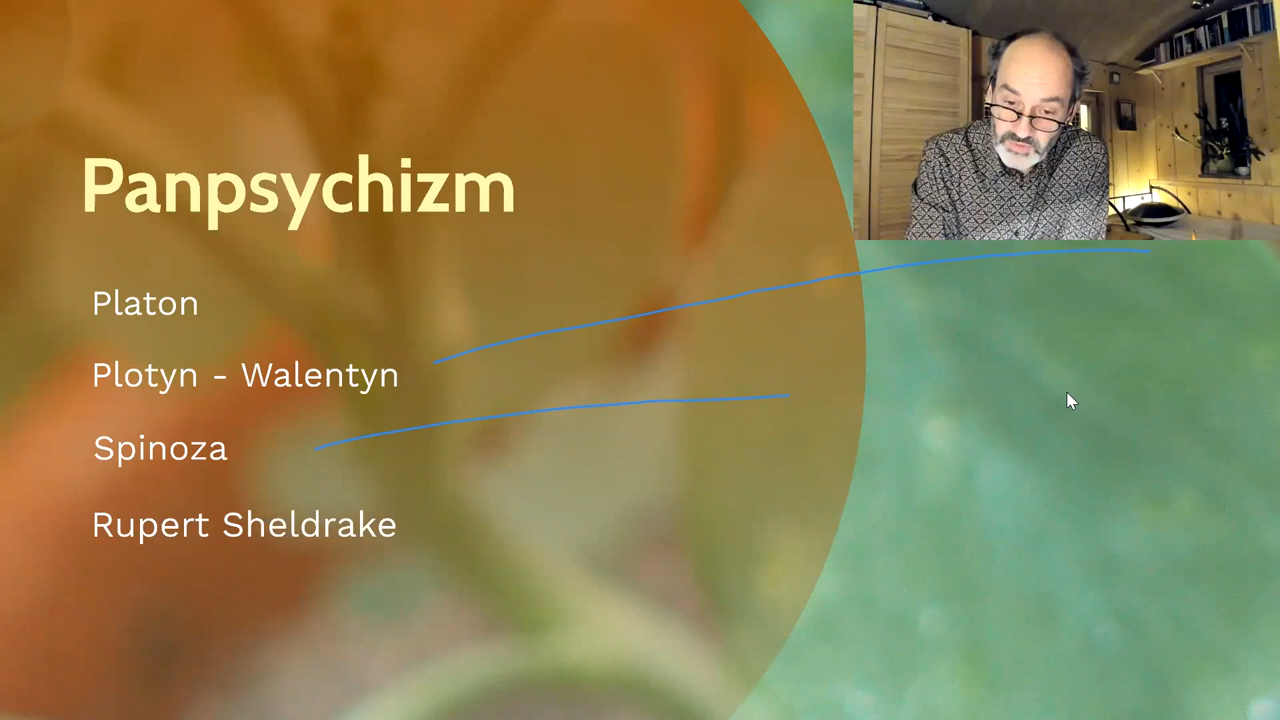 Panpsychizm
Platon
Plotyn - Walentyn
Spinoza
Rupert Sheldrake